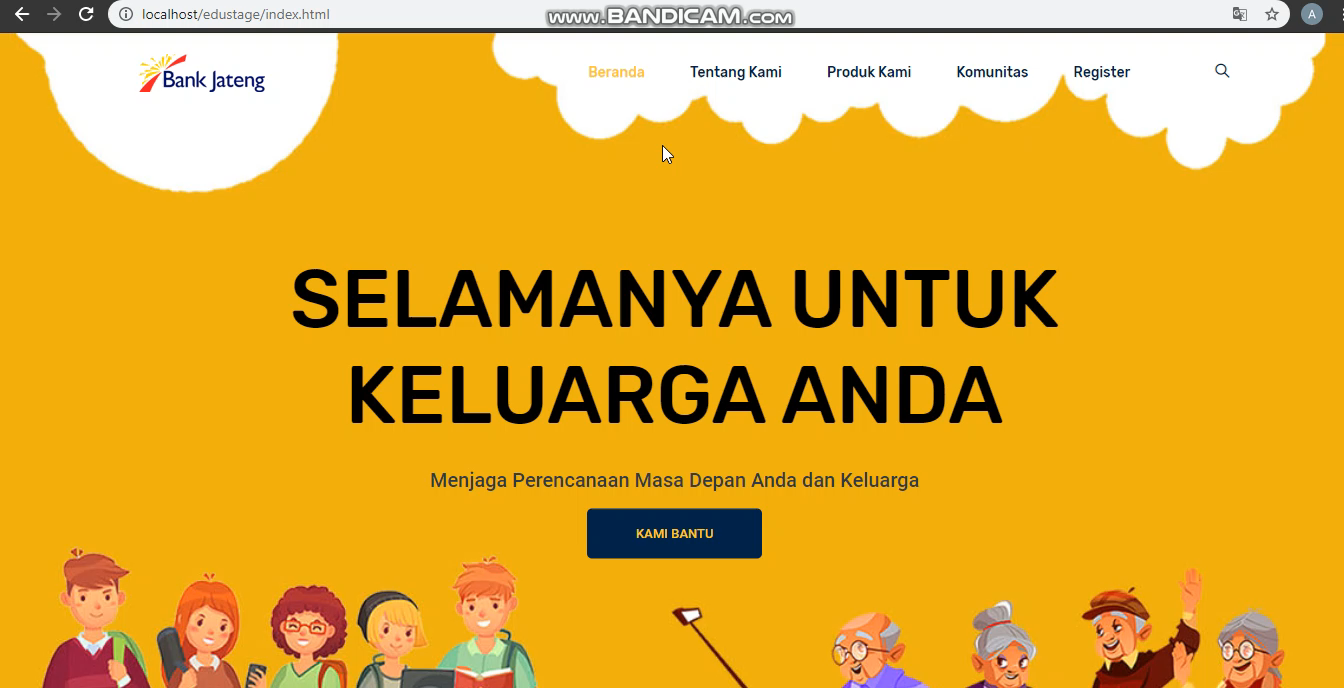 localhost/edustage/index.html
www.BANDICAM.com
A
Bank Jateng
Beranda
Tentang Kami
Produk Kami
Komunitas
Register
SELAMANYA UNTUK
KELUARGA ANDA
Menjaga Perencanaan Masa Depan Anda dan Keluarga
KAMI BANTU